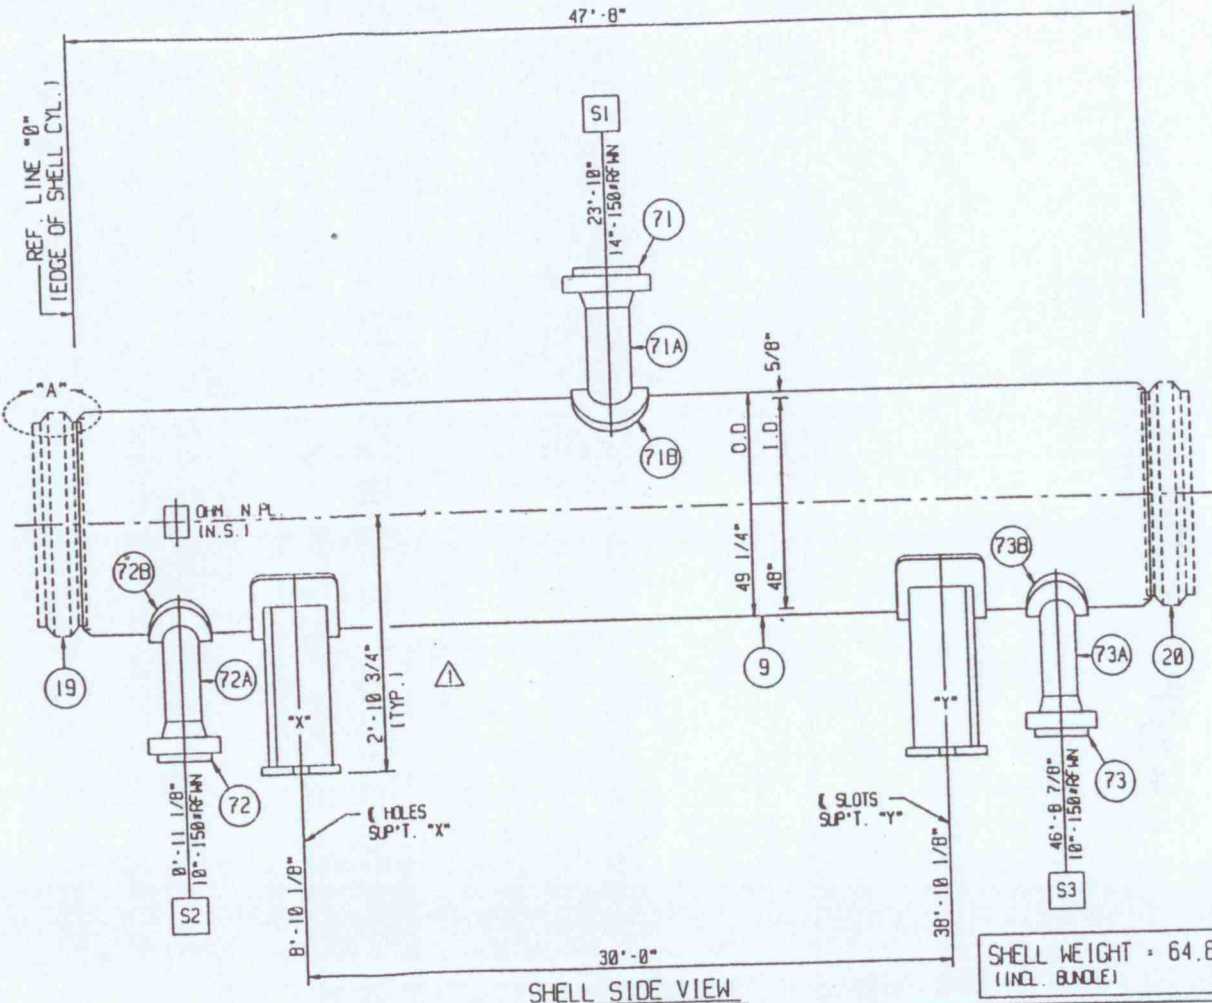 47'-8"
REF. LINE "0"
(EDGE OF SHELL CYL.)
S1
23'-10"
14"-150#RFWN
71
71A
71B
"A"
5/8"
O.D.
I.D.
49 1/4"
48"
OHM N.PL.
(N.S.)
72B
73B
19
72A
"X"
2'-10 3/4"
(TYP.)
1
9
"Y"
73A
20
72
73
0'-11 1/8"
10"-150#RFWN
HOLES
SUP'T. "X"
SLOTS
SUP'T. "Y"
46'-8 7/8"
10"-150#RFWN
S2
8'-10 1/8"
38'-10 1/8"
S3
30'-0"
SHELL WEIGHT = 64.8
(INCL BUNDLE)
SHELL SIDE VIEW